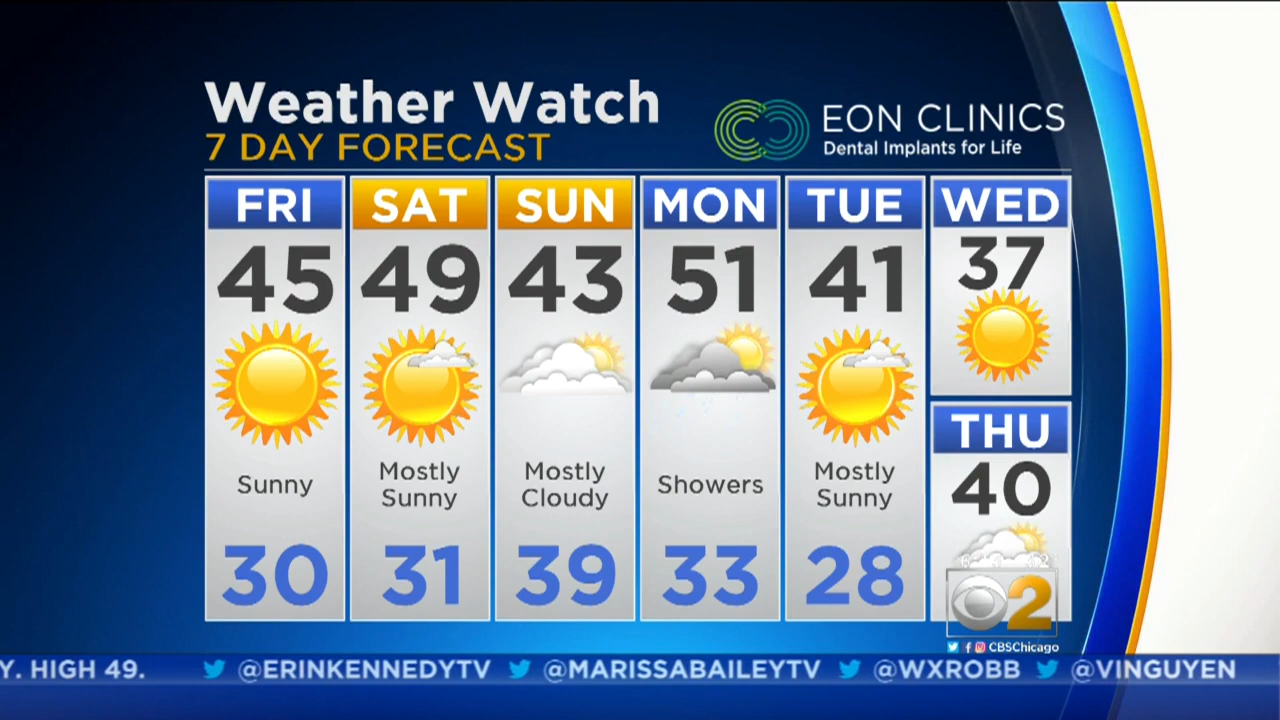 Weather Watch
7 DAY FORECAST
EON CLINICS
Dental Implants for Life
FRI
45
Sunny
30
SAT
49
Mostly
Sunny
31
SUN
43
Mostly
Cloudy
39
MON
51
Showers
33
TUE
41
Mostly
Sunny
28
WED
37
THU
40
2
CBSChicago
Y. HIGH 49. @ERINKENNEDYTV @MARISSABAILEYTV @WXROBB @VINGUYEN